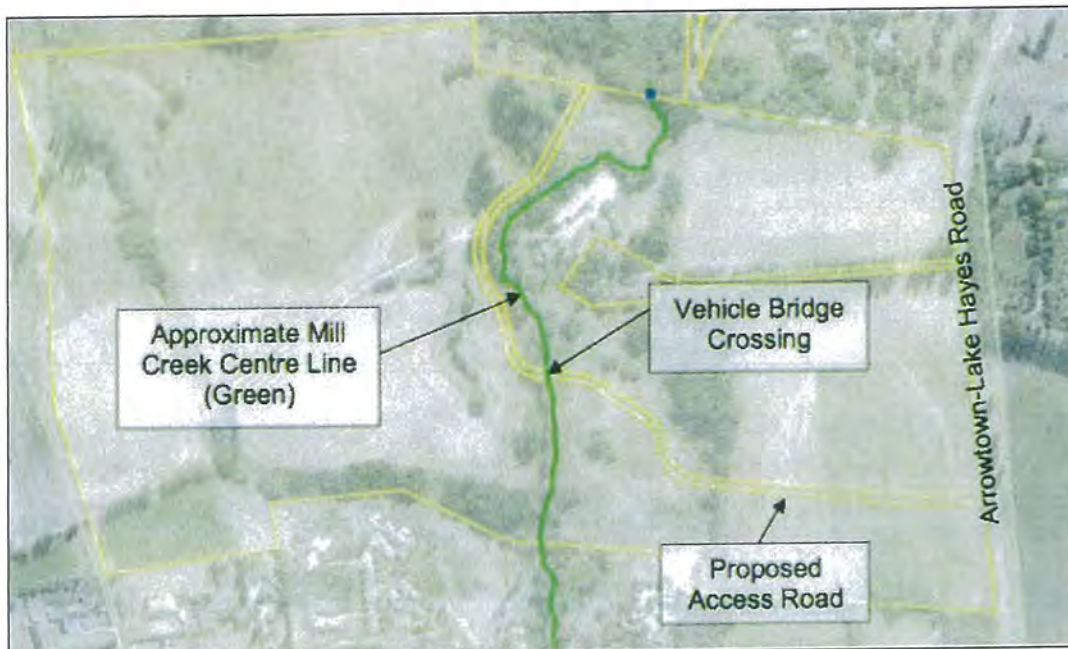 Approximate Mill
Creek Centre Line
(Green)
Vehicle Bridge
Crossing
Arrowtown-Lake Hayes Road
Proposed
Access Road